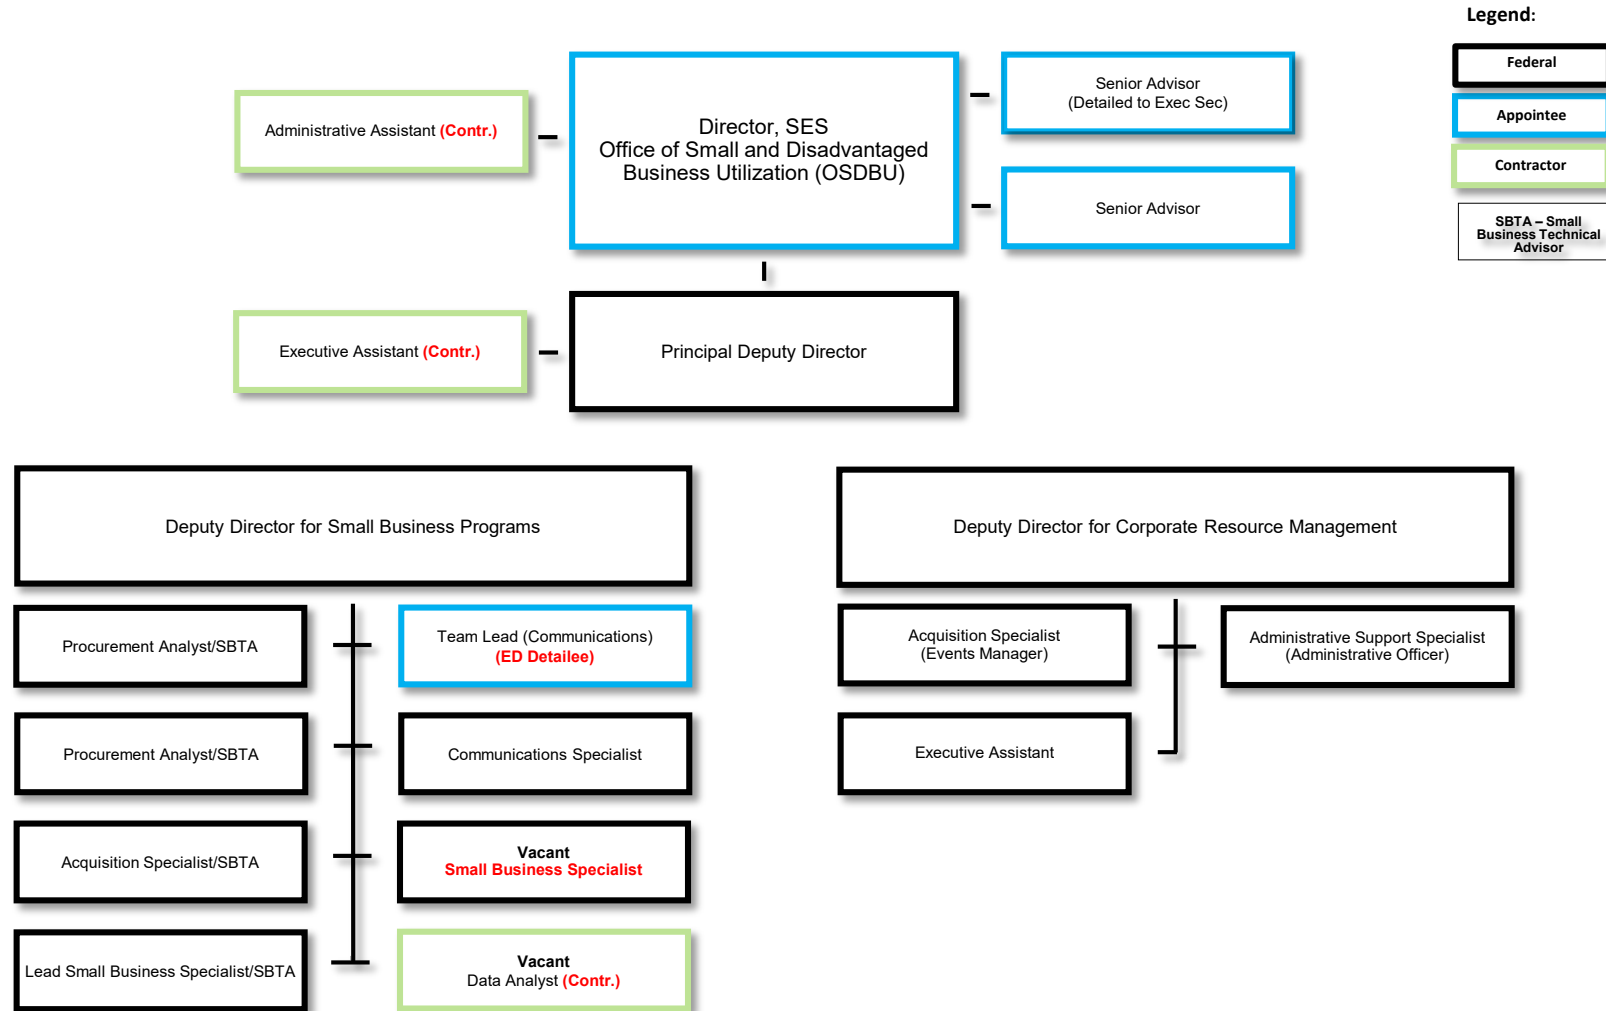 Legend:
Federal
Appointee
Contractor
SBTA – Small
Business Technical
Advisor
Administrative Assistant (Contr.)
Director, SES
Office of Small and Disadvantaged
Business Utilization (OSDBU)
Senior Advisor
(Detailed to Exec Sec)
Senior Advisor
Executive Assistant (Contr.)
Principal Deputy Director
Deputy Director for Small Business Programs
Procurement Analyst/SBTA
Team Lead (Communications)
(ED Detailee)
Procurement Analyst/SBTA
Communications Specialist
Acquisition Specialist/SBTA
Vacant
Small Business Specialist
Lead Small Business Specialist/SBTA
Vacant
Data Analyst (Contr.)
Deputy Director for Corporate Resource Management
Acquisition Specialist
(Events Manager)
Administrative Support Specialist
(Administrative Officer)
Executive Assistant